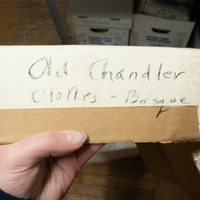 Old Chandler
Clothes - Bosque